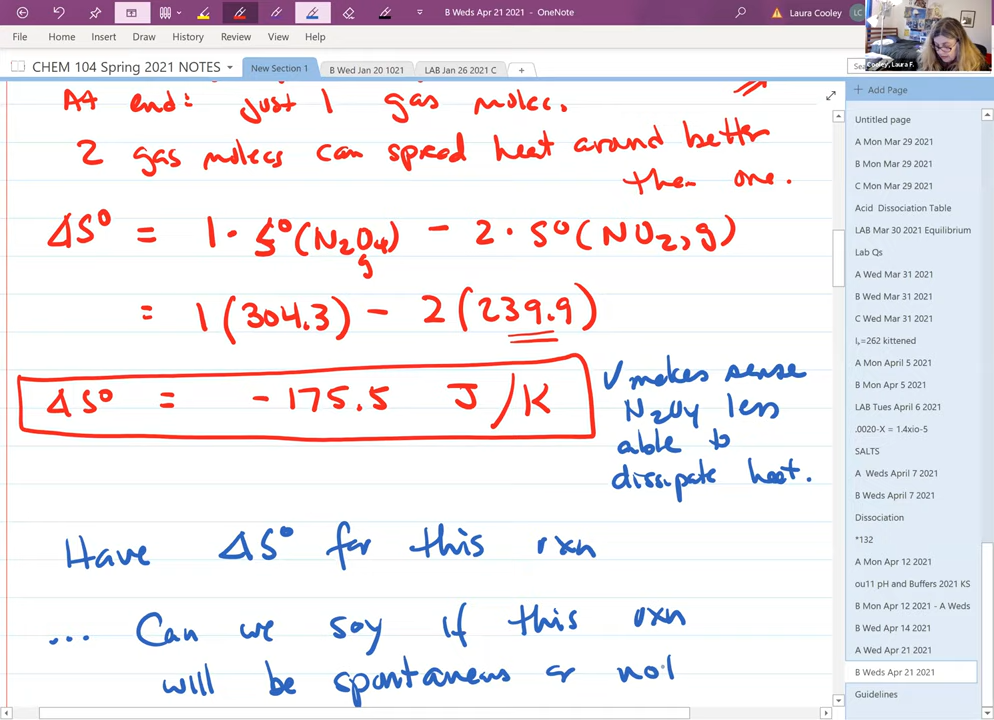 B Weds Apr 21 2021 - OneNote
Laura Cooley
LC
File Home Insert Draw History Review View Help
Cooley, Laura F.
CHEM 104 Spring 2021 NOTES
New Section 1
B Wed Jan 20 1021
LAB Jan 26 2021 C
At end: just 1 gas molec.
2 gas molecs can spread heat around better
then one.
ΔS° = 1 · S°(N2O4) - 2 · S°(NO2, g)
g
= 1 (304.3) - 2 (239.9)
ΔS° = -175.5 J/K
√ makes sense
N2O4 less
able to
dissipate heat.
Have ΔS° for this rxn
... Can we say if this rxn
will be spontaneous or not
Add Page
Untitled page
A Mon Mar 29 2021
B Mon Mar 29 2021
C Mon Mar 29 2021
Acid Dissociation Table
LAB Mar 30 2021 Equilibrium
Lab Qs
A Wed Mar 31 2021
B Wed Mar 31 2021
C Wed Mar 31 2021
I,=262 kittened
A Mon April 5 2021
B Mon Apr 5 2021
LAB Tues April 6 2021
.0020-X = 1.4xio-5
SALTS
A Weds April 7 2021
B Weds April 7 2021
Dissociation
*132
A Mon Apr 12 2021
ou11 pH and Buffers 2021 KS
B Mon Apr 12 2021 - A Weds
B Wed Apr 14 2021
A Wed Apr 21 2021
B Weds Apr 21 2021
Guidelines